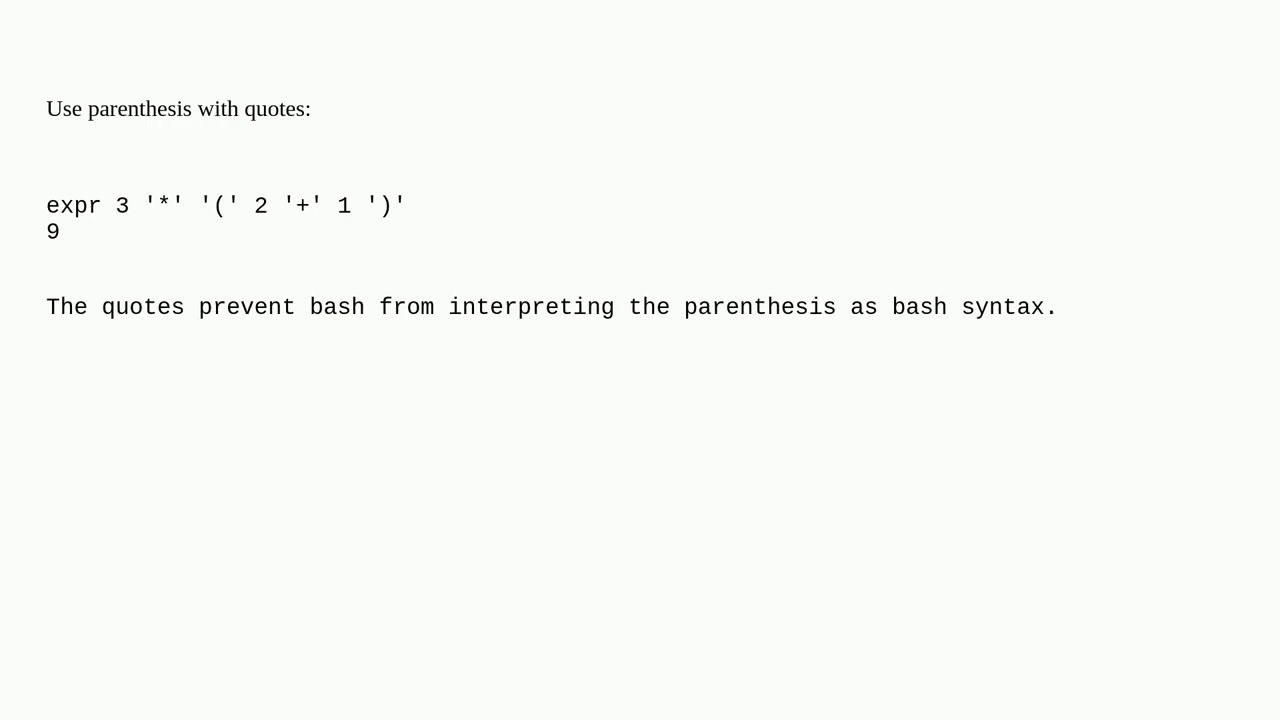 Use parenthesis with quotes:
expr 3 '*' '(' 2 '+' 1 ')'
9
The quotes prevent bash from interpreting the parenthesis as bash syntax.